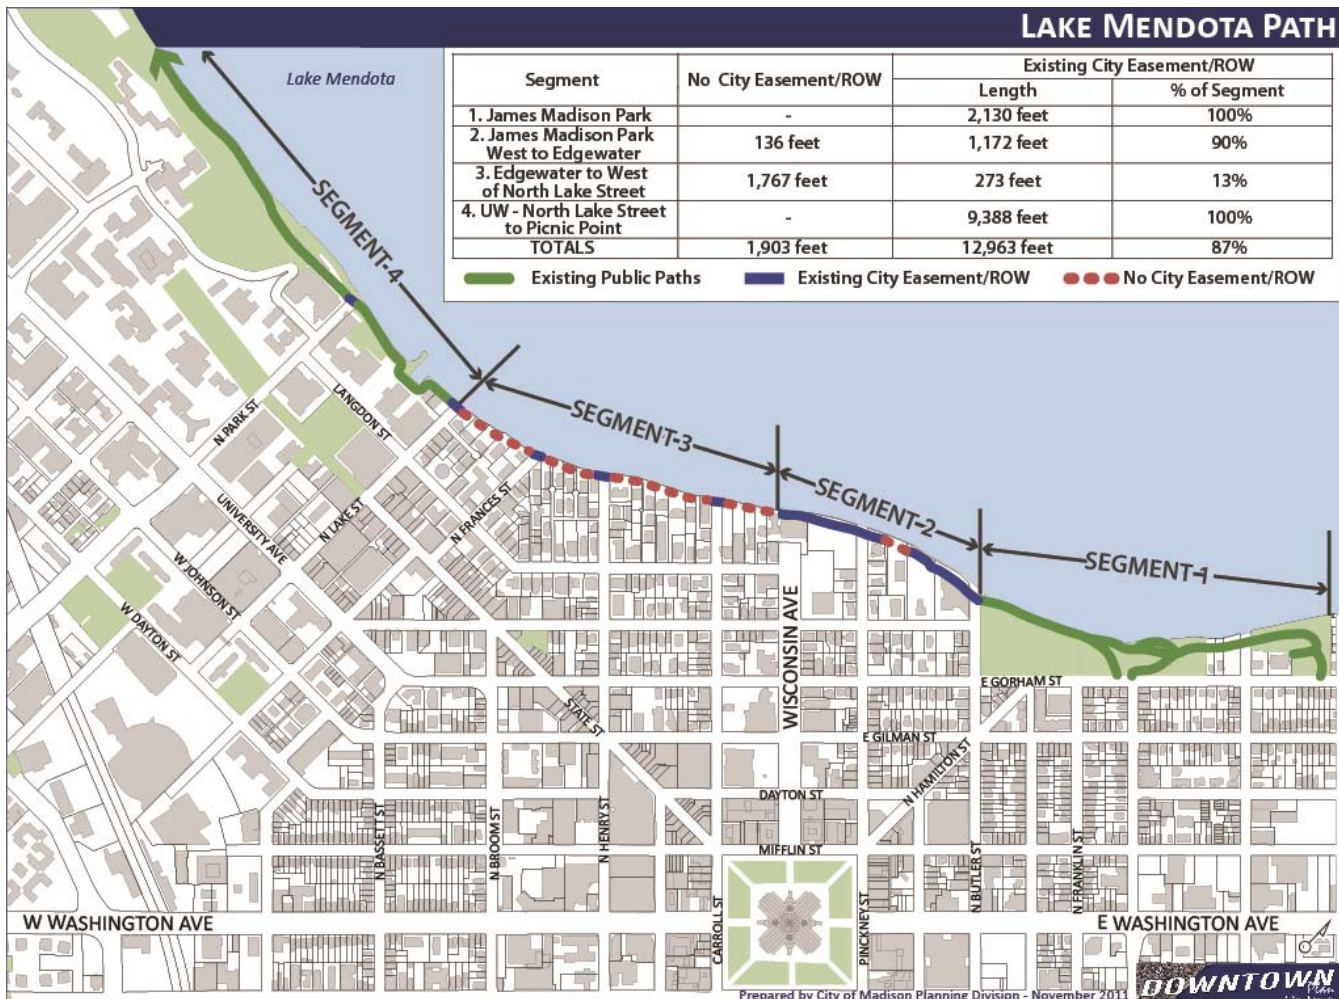 LAKE MENDOTA PATH
Lake Mendota
Segment
No City Easement/ROW
Existing City Easement/ROW
Length
% of Segment
1. James Madison Park - 2,130 feet 100%
2. James Madison Park
West to Edgewater
136 feet 1,172 feet 90%
3. Edgewater to West
of North Lake Street
1,767 feet 273 feet 13%
4. UW - North Lake Street
to Picnic Point
- 9,388 feet 100%
TOTALS 1,903 feet 12,963 feet 87%
Existing Public Paths
Existing City Easement/ROW
No City Easement/ROW
SEGMENT-4
SEGMENT-3
SEGMENT-2
SEGMENT-1
LANGDON ST
N PARK ST
UNIVERSITY AVE
N LAKE ST
N FRANCES ST
W JOHNSON ST
W DAYTON ST
WISCONSIN AVE
STATE ST
E GORHAM ST
E GILMAN ST
N HAMILTON ST
DAYTON ST
MIFFLIN ST
N BASSETT ST
N BROOM ST
N HENRY ST
CARROLL ST
PINCKNEY ST
N BUTLER ST
N FRANKLIN ST
W WASHINGTON AVE
E WASHINGTON AVE
Prepared by City of Madison Planning Division - November 2011
DOWNTOWN
Plan